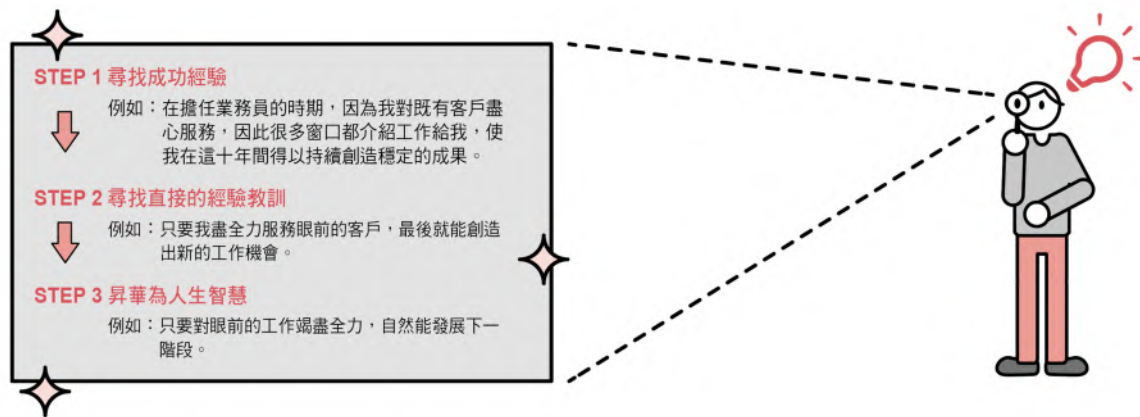 STEP 1 尋找成功經驗
例如：在擔任業務員的時期，因為我對既有客戶盡
心服務，因此很多窗口都介紹工作給我，使
我在這十年間得以持續創造穩定的成果。
STEP 2 尋找直接的經驗教訓
例如：只要我盡全力服務眼前的客戶，最後就能創造
出新的工作機會。
STEP 3 昇華為人生智慧
例如：只要對眼前的工作竭盡全力，自然能發展下一
階段。